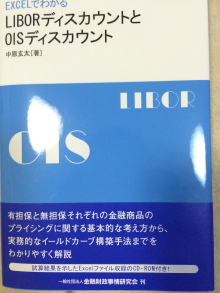 EXCELでわかる
LIBORディスカウントと
OISディスカウント
中原玄太[著]
LIBOR
OIS
有担保と無担保それぞれの金融商品の
プライシングに関する基本的な考え方から、
実務的なイールドカーブ構築手法までを
わかりやすく解説
試算結果を示したExcelファイル収録のCD-ROM付き!
一般社団法人 金融財政事情研究会 刊